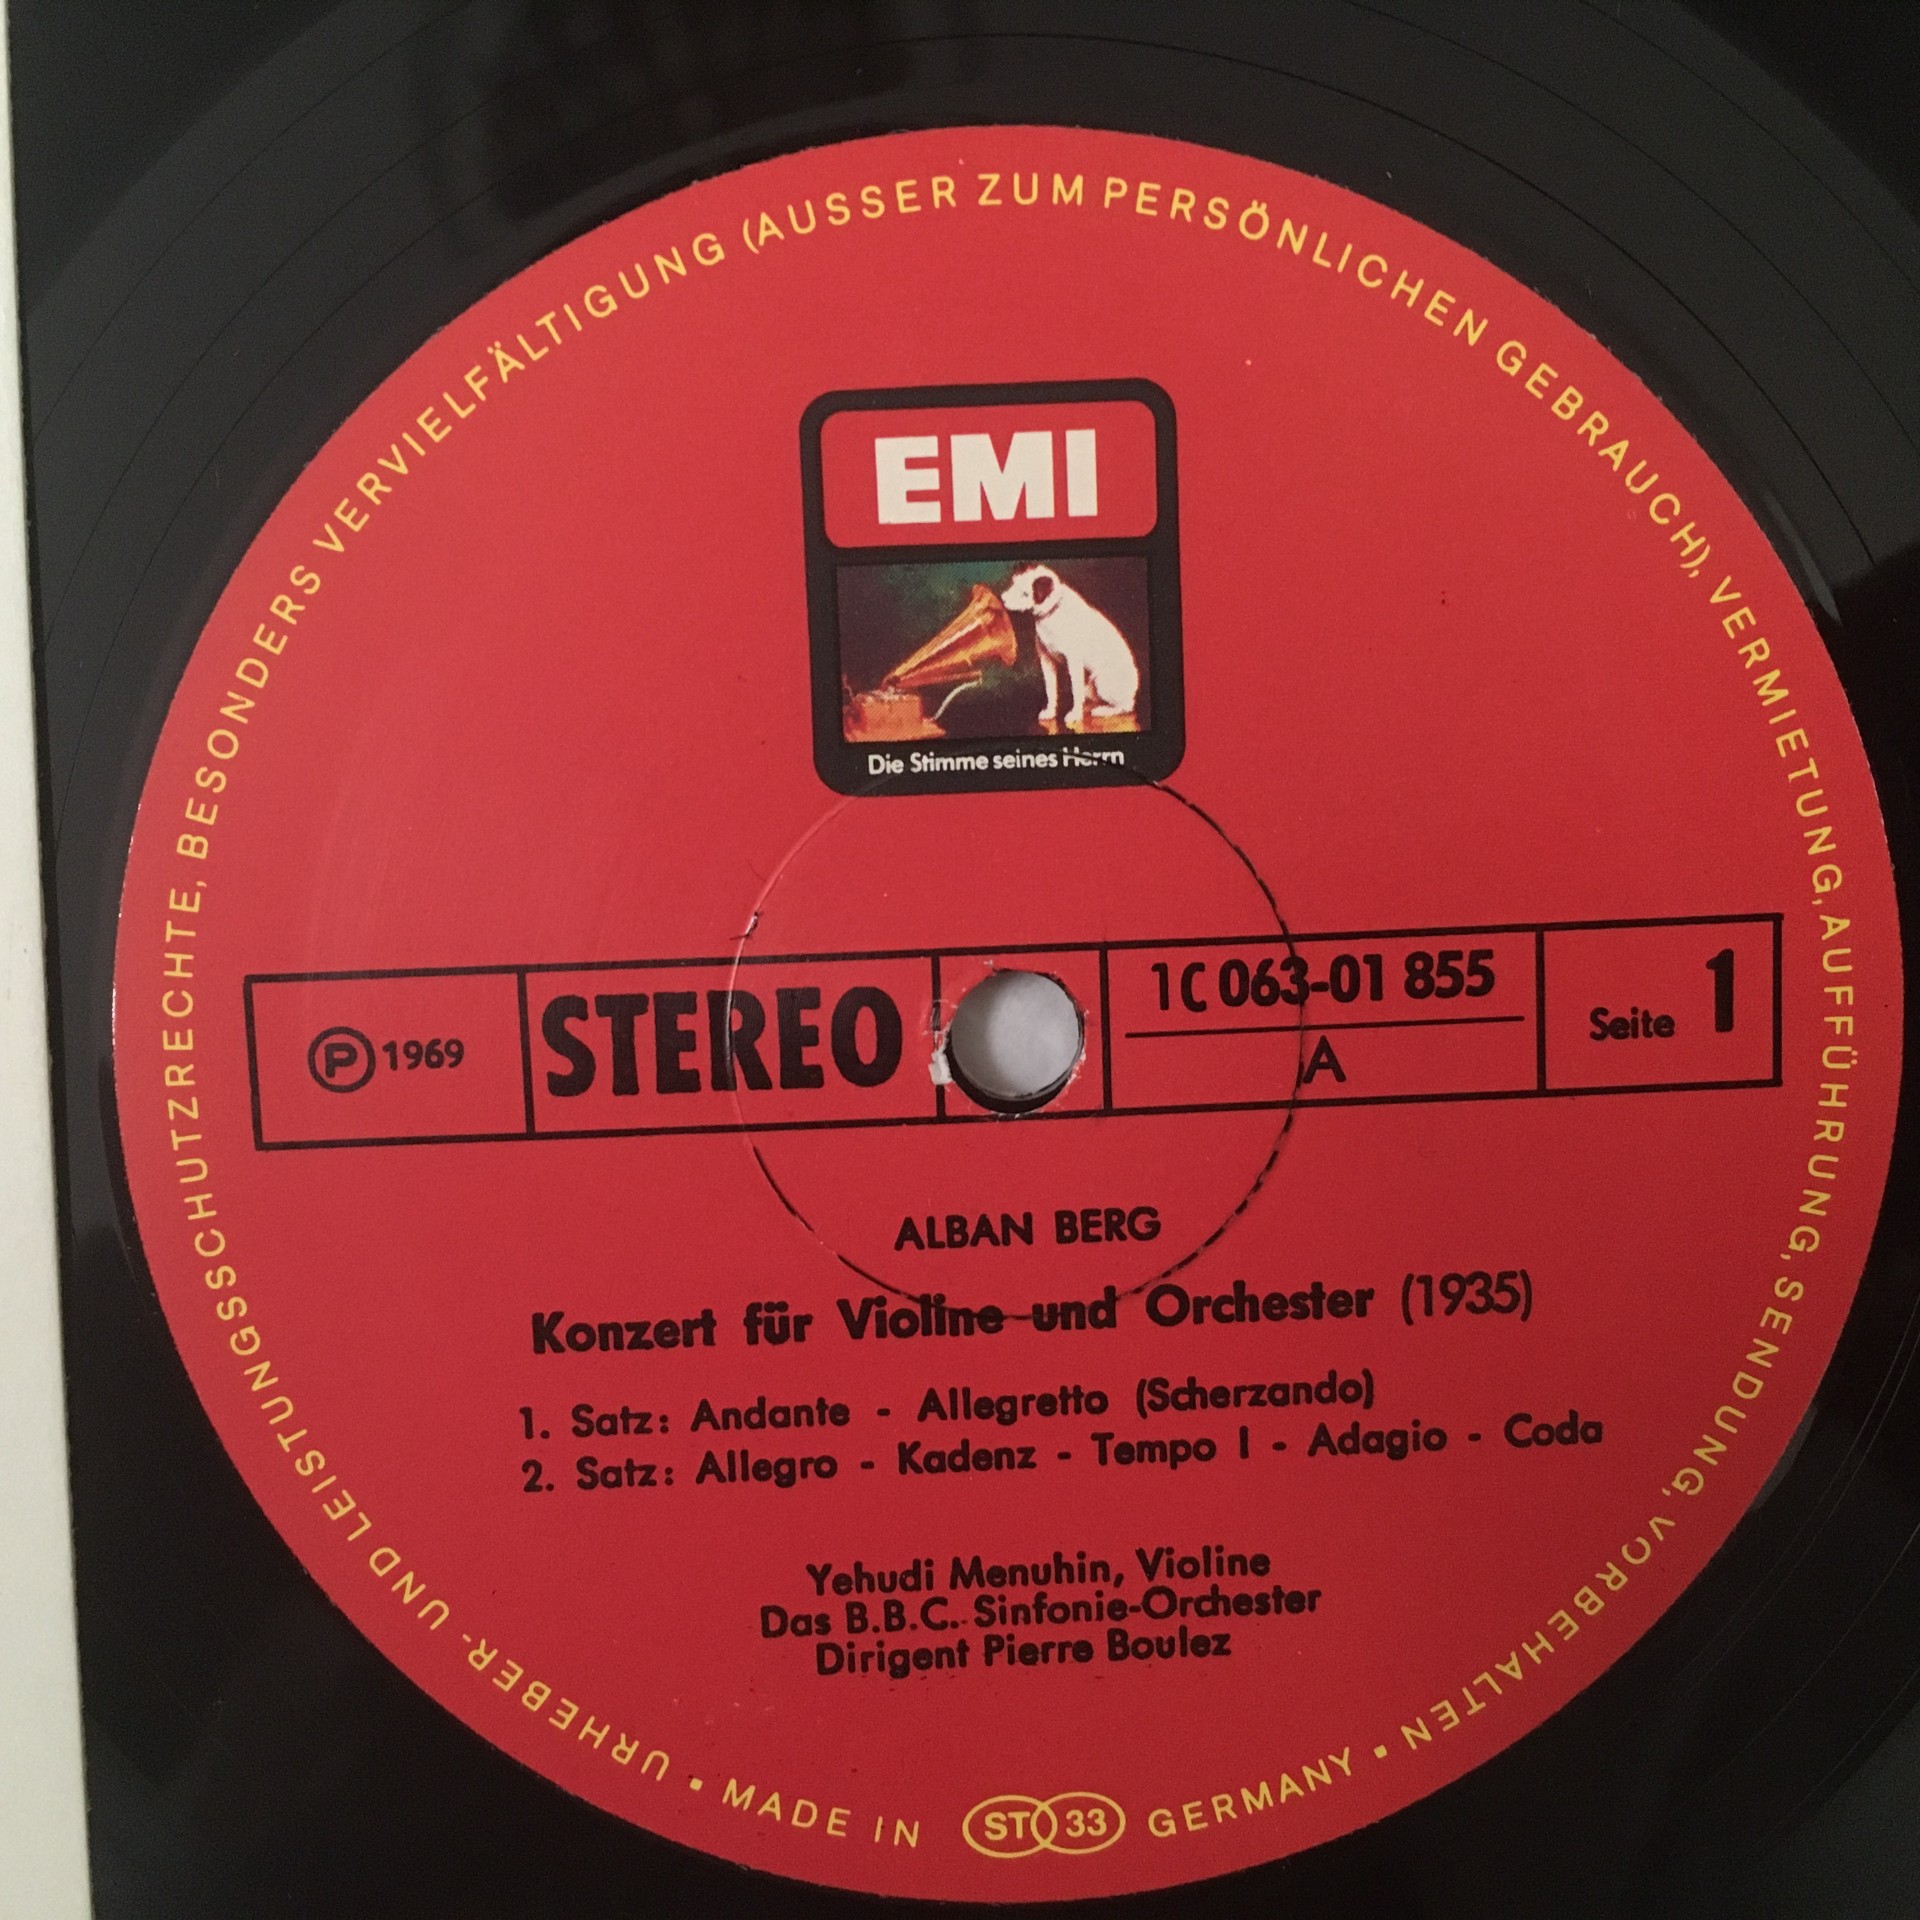 URHEBER- UND LEISTUNGSSCHUTZRECHTE, BESONDERS VERVIELFÄLTIGUNG (AUSSER ZUM PERSÖNLICHEN GEBRAUCH), VERMIETUNG, AUFFÜHRUNG, SENDUNG, VORBEHALTEN
EMI
Die Stimme seines Herrn
Ⓟ 1969
STEREO
1C 063-01 855
A
Seite 1
ALBAN BERG
Konzert für Violine und Orchester (1935)
1. Satz: Andante - Allegretto (Scherzando)
2. Satz: Allegro - Kadenz - Tempo I - Adagio - Coda
Yehudi Menuhin, Violine
Das B.B.C.-Sinfonie-Orchester
Dirigent Pierre Boulez
MADE IN ST 33 GERMANY